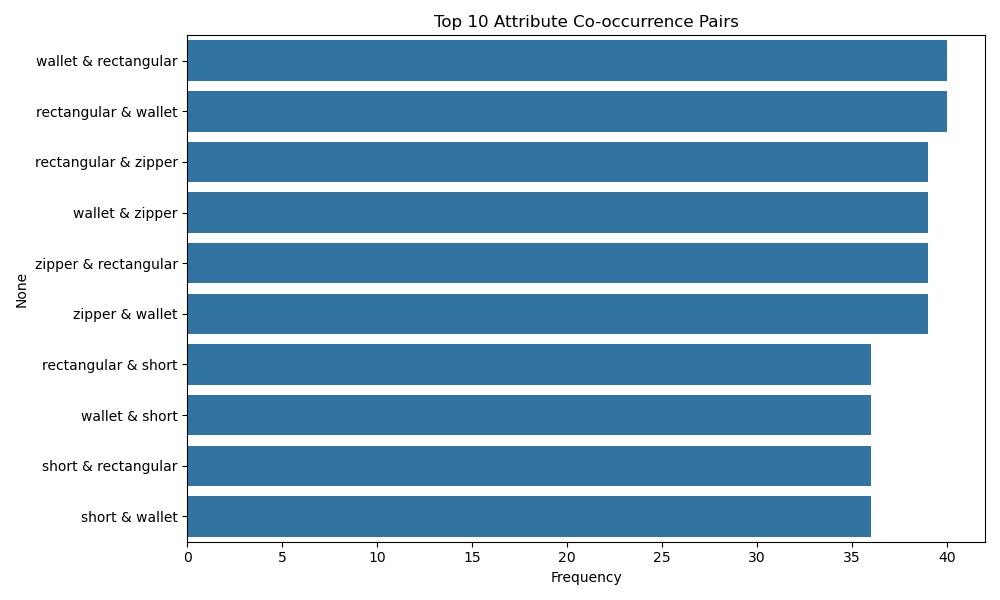 Top 10 Attribute Co-occurrence Pairs
wallet & rectangular
rectangular & wallet
rectangular & zipper
wallet & zipper
zipper & rectangular
zipper & wallet
rectangular & short
wallet & short
short & rectangular
short & wallet
None
0 5 10 15 20 25 30 35 40
Frequency